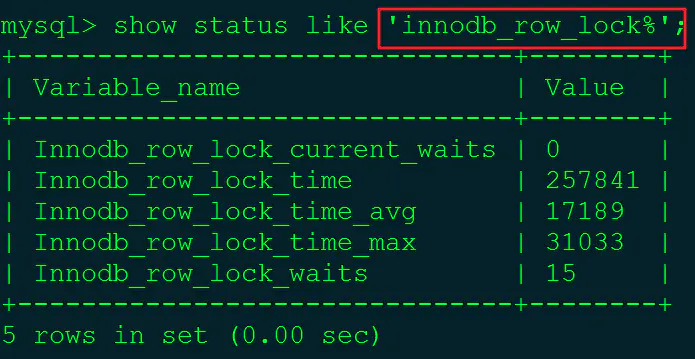 mysql> show status like 'innodb_row_lock%';
+-------------------------------+--------+
| Variable_name                 | Value  |
+-------------------------------+--------+
| Innodb_row_lock_current_waits | 0      |
| Innodb_row_lock_time          | 257841 |
| Innodb_row_lock_time_avg      | 17189  |
| Innodb_row_lock_time_max      | 31033  |
| Innodb_row_lock_waits         | 15     |
+-------------------------------+--------+
5 rows in set (0.00 sec)